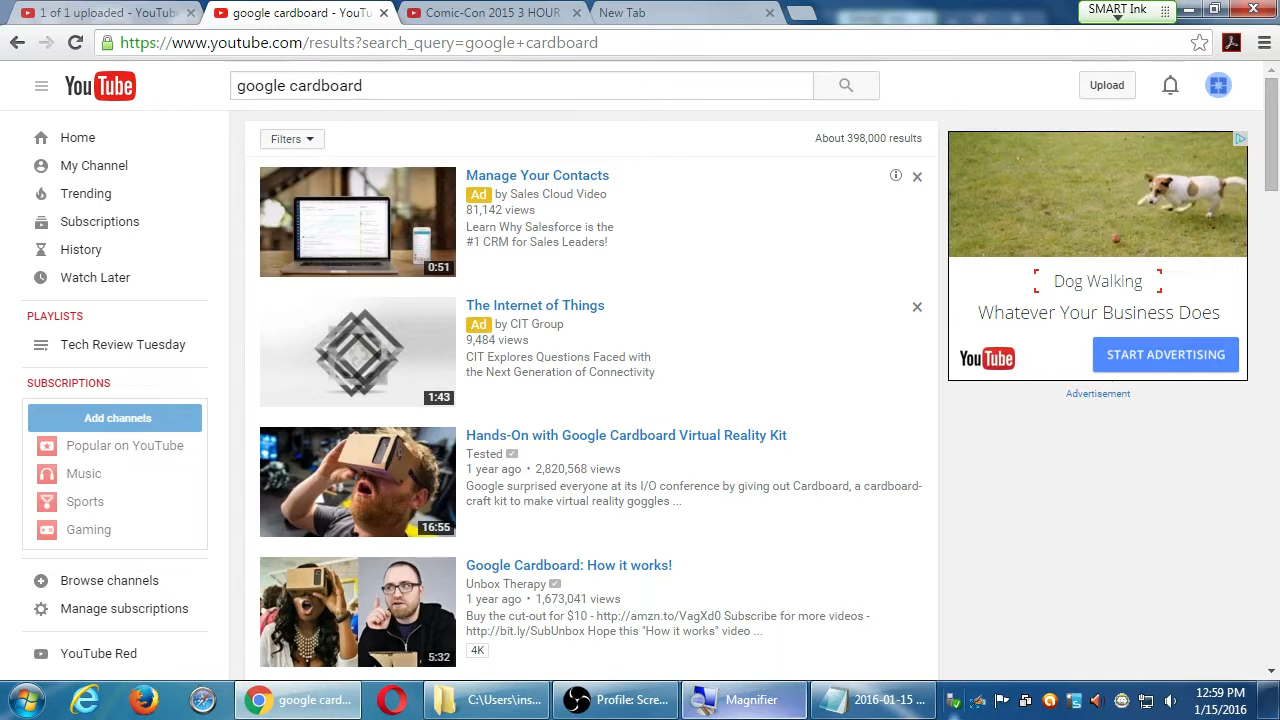 1 of 1 uploaded - YouTub
google cardboard - YouTu
Comic-Con 2015 3 HOUR
New Tab
SMART Ink
https://www.youtube.com/results?search_query=google+cardboard
YouTube
google cardboard
Upload
Home
My Channel
Trending
Subscriptions
History
Watch Later
PLAYLISTS
Tech Review Tuesday
SUBSCRIPTIONS
Add channels
Popular on YouTube
Music
Sports
Gaming
Browse channels
Manage subscriptions
YouTube Red
Filters
About 398,000 results
0:51
Manage Your Contacts
Ad by Sales Cloud Video
81,142 views
Learn Why Salesforce is the
#1 CRM for Sales Leaders!
1:43
The Internet of Things
Ad by CIT Group
9,484 views
CIT Explores Questions Faced with
the Next Generation of Connectivity
16:55
Hands-On with Google Cardboard Virtual Reality Kit
Tested
1 year ago • 2,820,568 views
Google surprised everyone at its I/O conference by giving out Cardboard, a cardboard-
craft kit to make virtual reality goggles ...
5:32
Google Cardboard: How it works!
Unbox Therapy
1 year ago • 1,673,041 views
Buy the cut-out for $10 - http://amzn.to/VagXd0 Subscribe for more videos -
http://bit.ly/SubUnbox Hope this "How it works" video ...
4K
Dog Walking
Whatever Your Business Does
YouTube
START ADVERTISING
Advertisement
google card...
C:\Users\ins...
Profile: Scre...
Magnifier
2016-01-15 ...
12:59 PM
1/15/2016